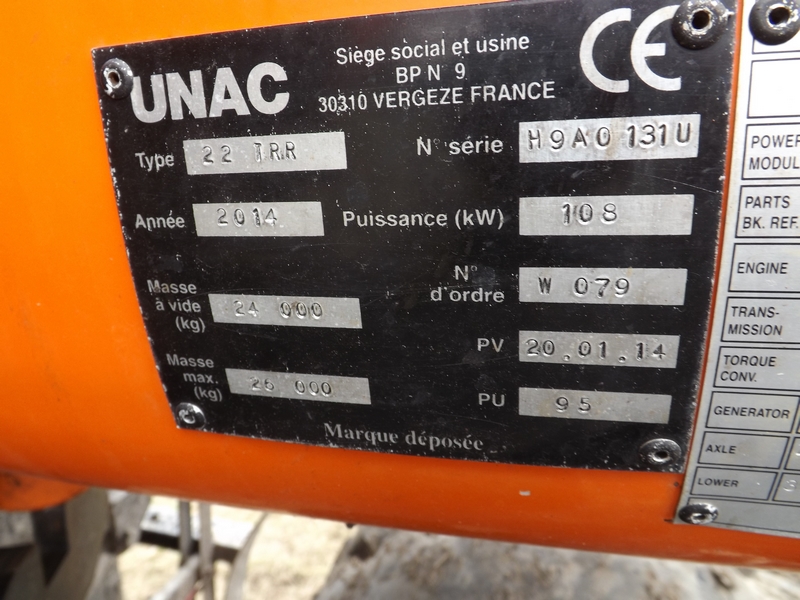 UNAC
Siège social et usine
BP N° 9
30310 VERGEZE FRANCE
CE
Type 22 TRR
N° série H9A0131U
Année 2014
Puissance (kW) 108
Masse à vide (kg) 24 000
N° d'ordre W 079
PV 20.01.14
Masse max. (kg) 26 000
PU 95
Marque déposée
POWER
MODUL
PARTS
BK. REF.
ENGINE
TRANS-
MISSION
TORQUE
CONV.
GENERATOR
AXLE
LOWER